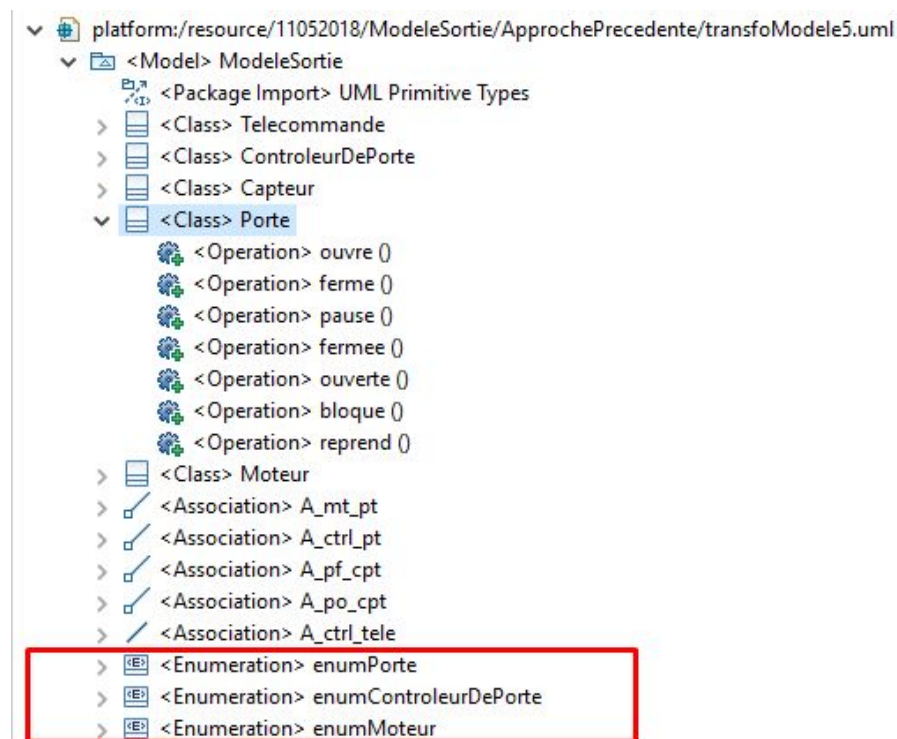 platform:/resource/11052018/ModeleSortie/ApprochePrecedente/transfoModele5.uml
<Model> ModeleSortie
<Package Import> UML Primitive Types
<Class> Telecommande
<Class> ControleurDePorte
<Class> Capteur
<Class> Porte
<Operation> ouvre ()
<Operation> ferme ()
<Operation> pause ()
<Operation> fermee ()
<Operation> ouverte ()
<Operation> bloque ()
<Operation> reprend ()
<Class> Moteur
<Association> A_mt_pt
<Association> A_ctrl_pt
<Association> A_pf_cpt
<Association> A_po_cpt
<Association> A_ctrl_tele
<Enumeration> enumPorte
<Enumeration> enumControleurDePorte
<Enumeration> enumMoteur